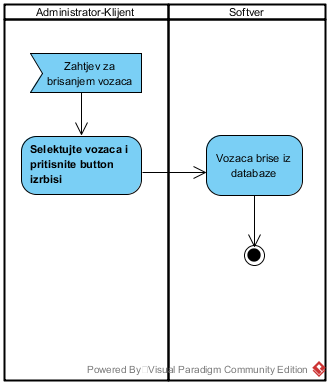 Administrator-Klijent
Softver
Zahtjev za
brisanjem vozaca
Selektujte vozaca i
pritisnite button
izrbisi
Vozaca brise iz
databaze
Powered By Visual Paradigm Community Edition